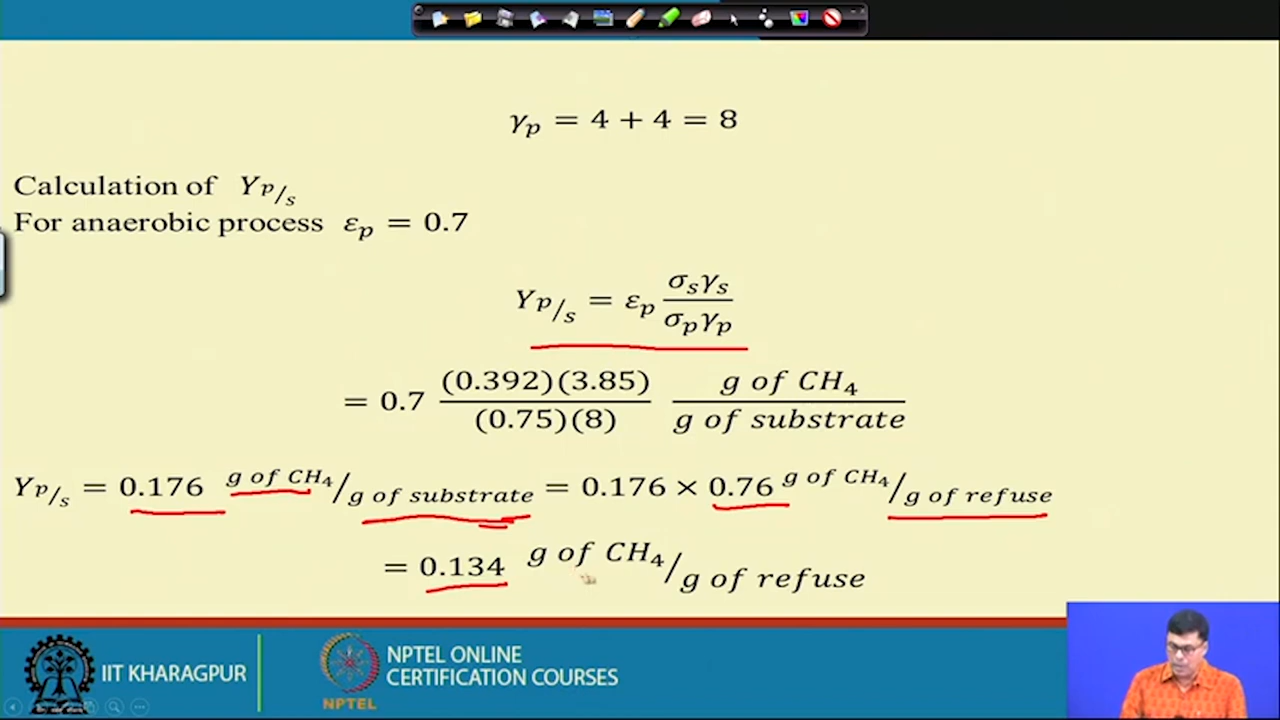 γp = 4 + 4 = 8
Calculation of Yp/s
For anaerobic process εp = 0.7
Yp/s = εp σsγs/σpγp
= 0.7 (0.392)(3.85)/(0.75)(8) g of CH₄/g of substrate
Yp/s = 0.176 g of CH₄/g of substrate = 0.176 × 0.76 g of CH₄/g of refuse
= 0.134 g of CH₄/g of refuse
IIT KHARAGPUR
NPTEL
NPTEL ONLINE
CERTIFICATION COURSES